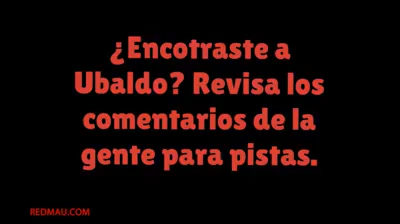 ¿Encotraste a
Ubaldo? Revisa los
comentarios de la
gente para pistas.
REDMAU.COM